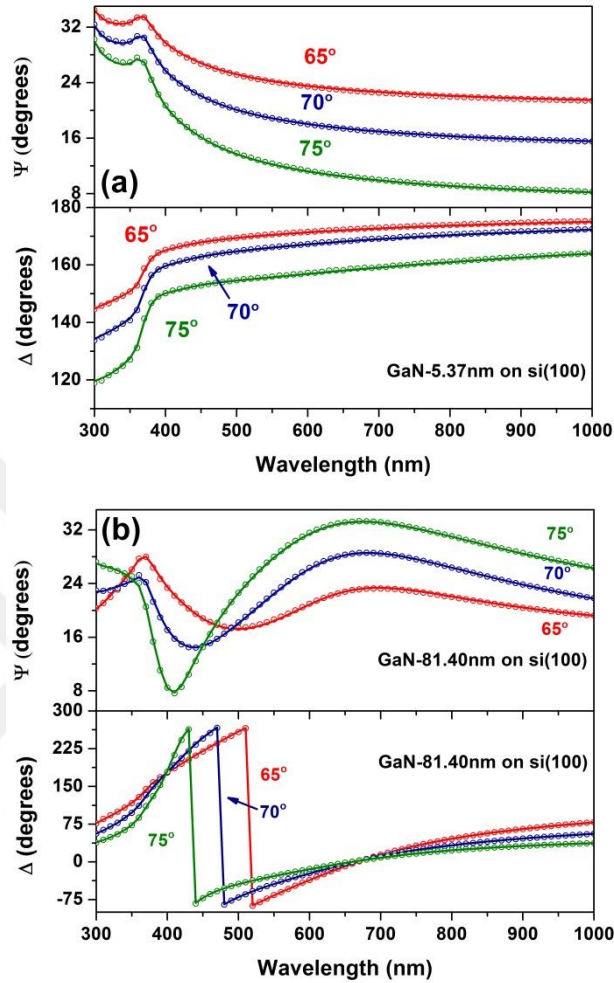 32
24
16
8
Ψ (degrees)
65°
70°
75°
(a)
180
160
140
120
Δ (degrees)
65°
70°
75°
GaN-5.37nm on si(100)
300 400 500 600 700 800 900 1000
Wavelength (nm)
(b)
32
24
16
8
Ψ (degrees)
75°
70°
65°
GaN-81.40nm on si(100)
300
225
150
75
0
-75
Δ (degrees)
GaN-81.40nm on si(100)
65°
70°
75°
300 400 500 600 700 800 900 1000
Wavelength (nm)